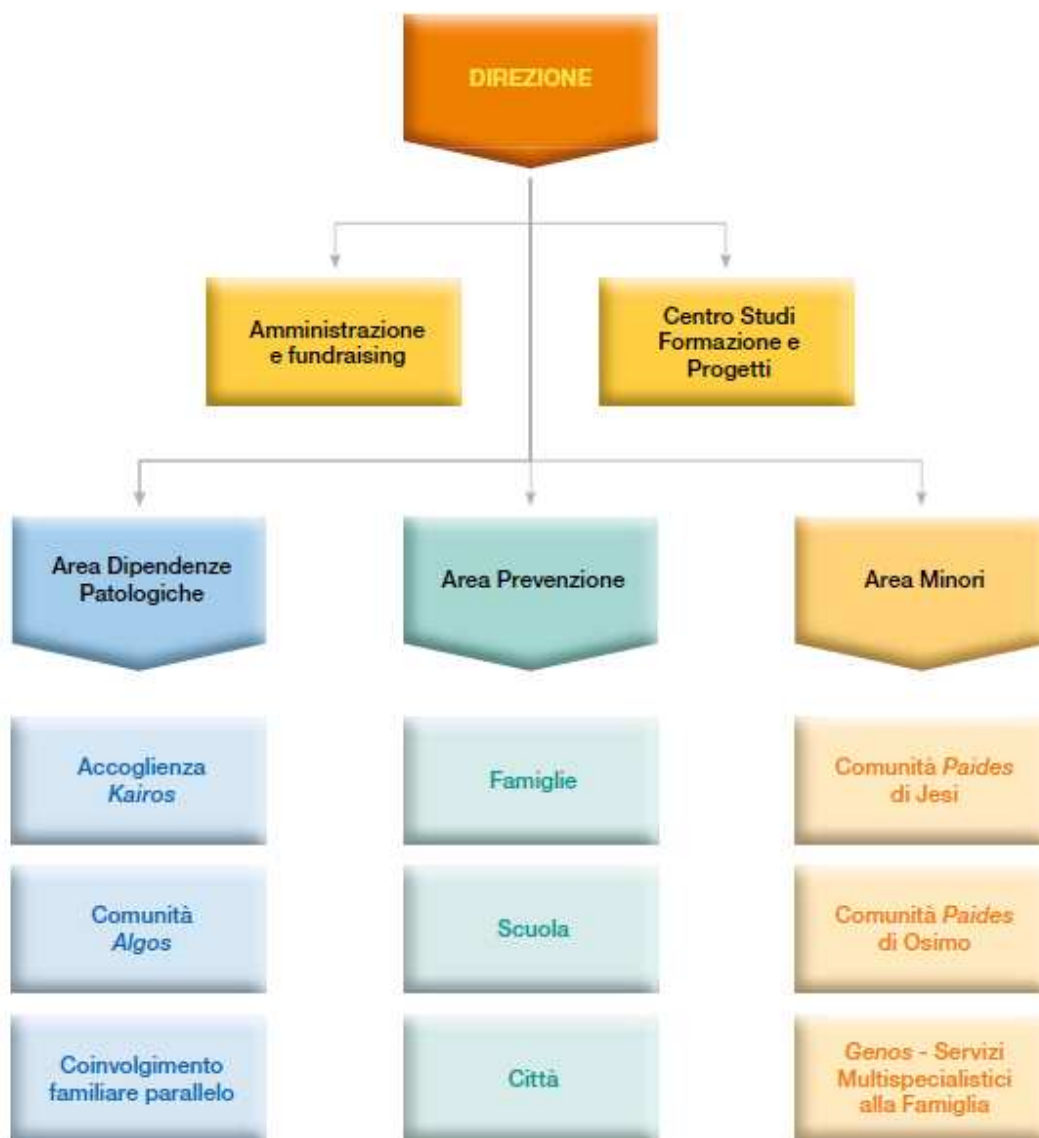 DIREZIONE
Amministrazione
e fundraising
Centro Studi
Formazione e
Progetti
Area Dipendenze
Patologiche
Area Prevenzione
Area Minori
Accoglienza
Kairos
Famiglie
Comunità Paides
di Jesi
Comunità
Algos
Scuola
Comunità Paides
di Osimo
Coinvolgimento
familiare parallelo
Città
Genos - Servizi
Multispecialistici
alla Famiglia